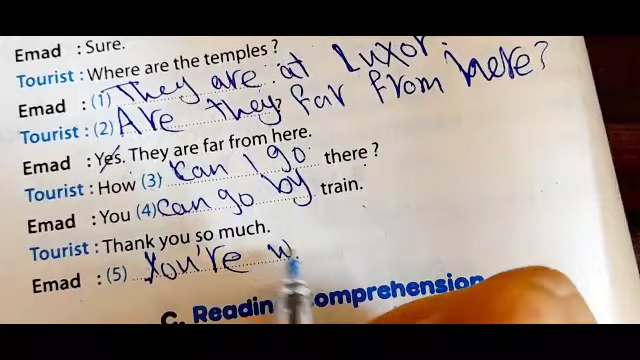 Emad : Sure.
Tourist : Where are the temples ?
Emad : (1) They are at Luxor.
Tourist : (2) Are they far from here?
Emad : Yes. They are far from here.
Tourist : How (3) can I go there ?
Emad : You (4) can go by train.
Tourist : Thank you so much.
Emad : (5) You're w
C. Readin omprehension